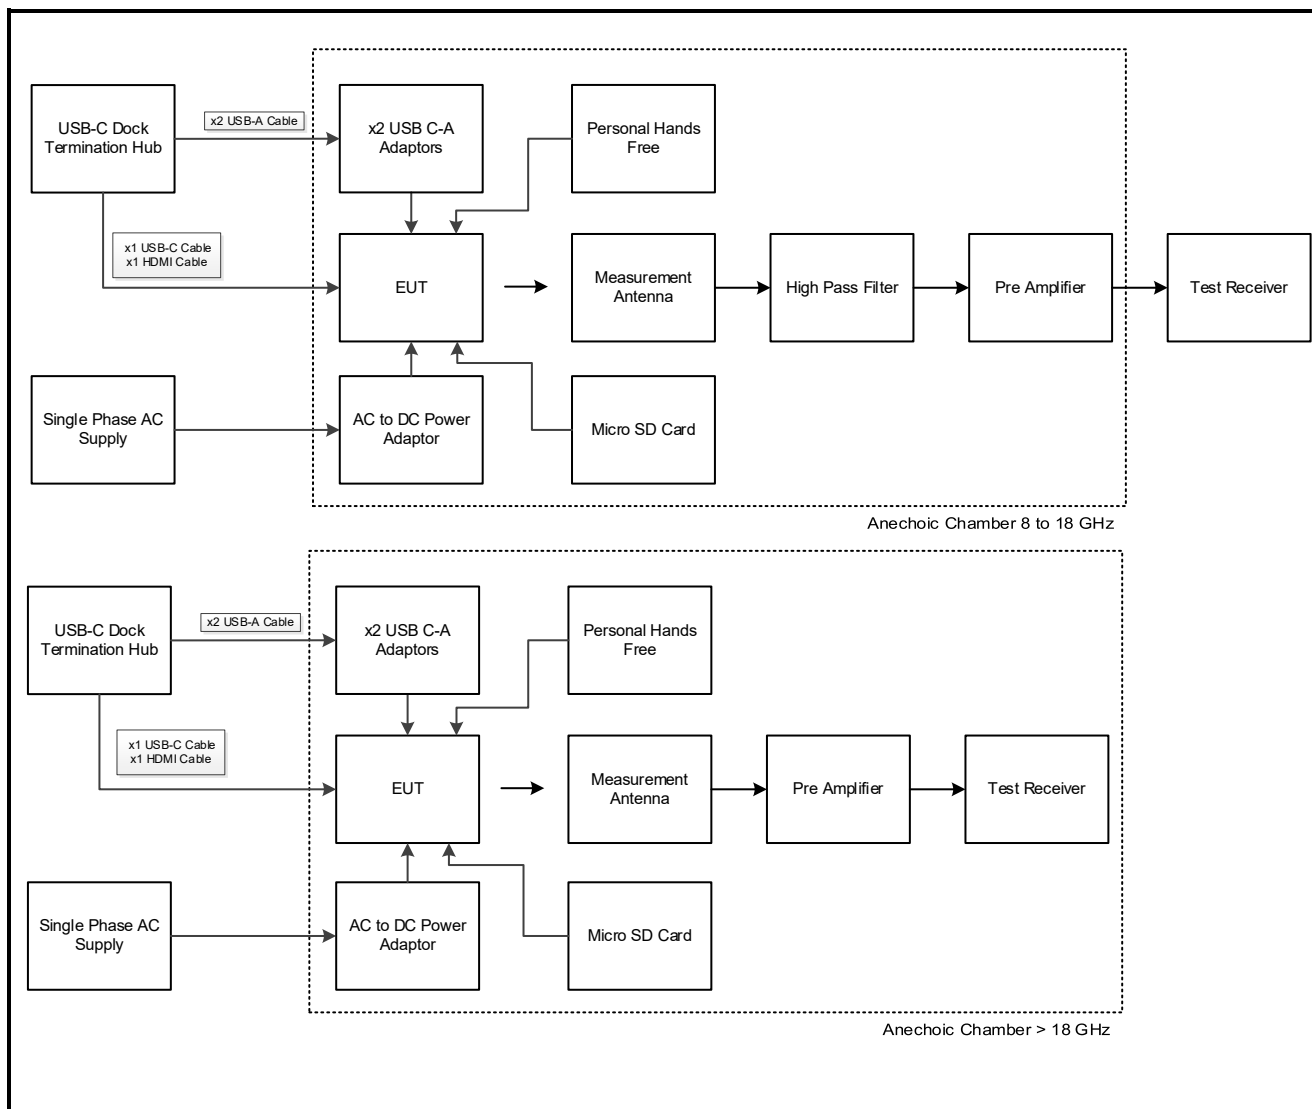 x2 USB-A Cable
USB-C Dock
Termination Hub
x2 USB C-A
Adaptors
Personal Hands
Free
x1 USB-C Cable
x1 HDMI Cable
EUT
Measurement
Antenna
High Pass Filter
Pre Amplifier
Test Receiver
Single Phase AC
Supply
AC to DC Power
Adaptor
Micro SD Card
Anechoic Chamber 8 to 18 GHz
x2 USB-A Cable
USB-C Dock
Termination Hub
x2 USB C-A
Adaptors
Personal Hands
Free
x1 USB-C Cable
x1 HDMI Cable
EUT
Measurement
Antenna
Pre Amplifier
Test Receiver
Single Phase AC
Supply
AC to DC Power
Adaptor
Micro SD Card
Anechoic Chamber > 18 GHz